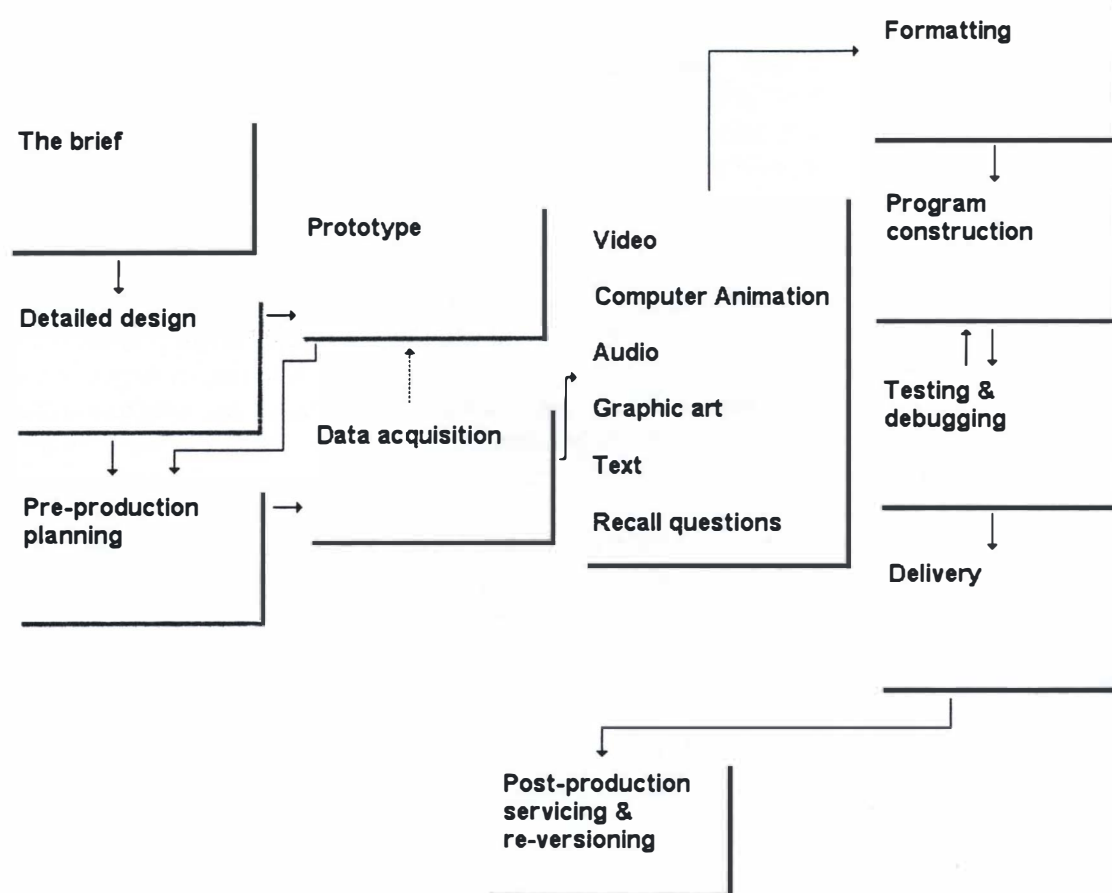 The brief
Detailed design
Pre-production
planning
Prototype
Data acquisition
Video
Computer Animation
Audio
Graphic art
Text
Recall questions
Formatting
Program
construction
Testing &
debugging
Delivery
Post-production
servicing &
re-versioning